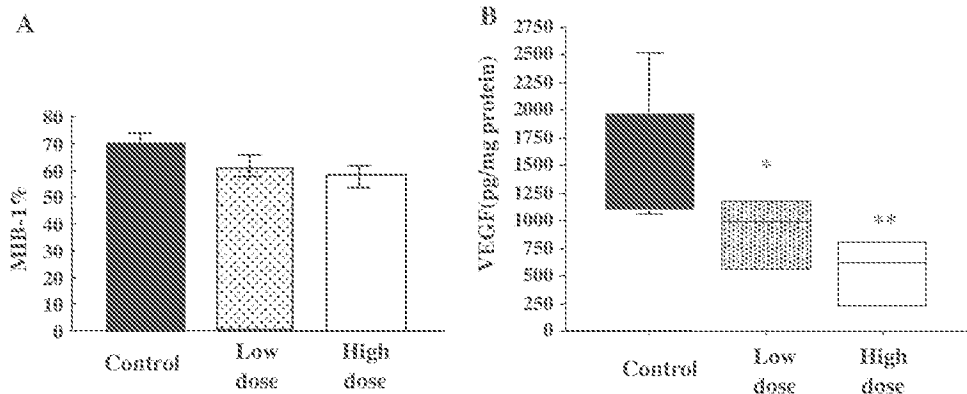 A
MIB-1%
80
70
60
50
40
30
20
10
0
Control
Low
dose
High
dose
B
VEGF(pg/mg protein)
2750
2500
2250
2000
1750
1500
1250
1000
750
500
250
0
*
**
Control
Low
dose
High
dose